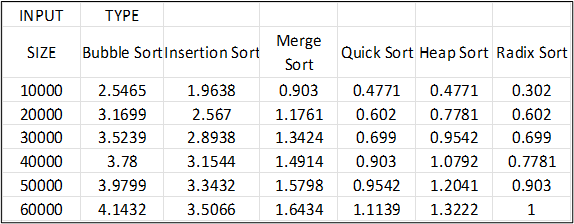 INPUT TYPE
SIZE Bubble Sort Insertion Sort Merge Sort Quick Sort Heap Sort Radix Sort
10000 2.5465 1.9638 0.903 0.4771 0.4771 0.302
20000 3.1699 2.567 1.1761 0.602 0.7781 0.602
30000 3.5239 2.8938 1.3424 0.699 0.9542 0.699
40000 3.78 3.1544 1.4914 0.903 1.0792 0.7781
50000 3.9799 3.3432 1.5798 0.9542 1.2041 0.903
60000 4.1432 3.5066 1.6434 1.1139 1.3222 1